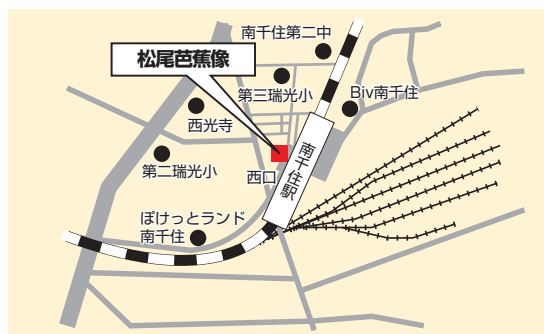 南千住第二中
松尾芭蕉像
第三瑞光小
Biv南千住
西光寺
南千住駅
第二瑞光小
西口
ぽけっとランド
南千住